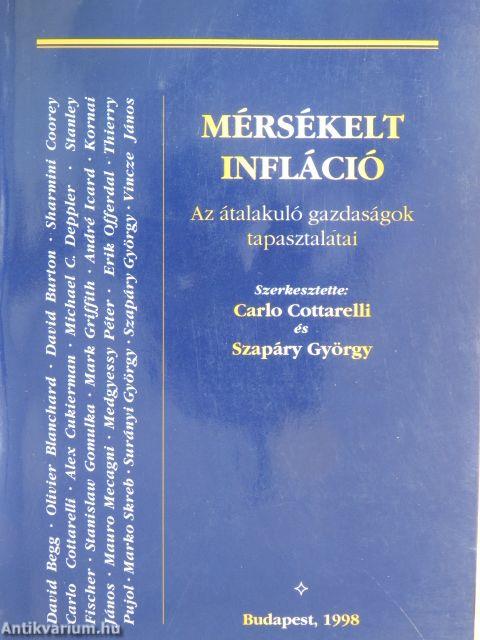 MÉRSÉKELT
INFLÁCIÓ
Az átalakuló gazdaságok
tapasztalatai
Szerkesztette:
Carlo Cottarelli
és
Szapáry György
David Begg · Olivier Blanchard · David Burton · Sharmini Coorey
Carlo Cottarelli · Alex Cukierman · Michael C. Deppler · Stanley
Fischer · Stanislaw Gomulka · Mark Griffith · André Icard · Kornai
János · Mauro Mecagni · Medgyessy Péter · Erik Offerdal · Thierry
Pujol · Marko Skreb · Surányi György · Szapáry György · Vincze János
Budapest, 1998
Antikvárium.hu